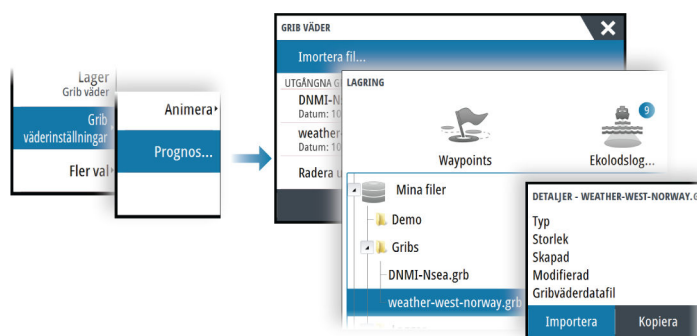 Lager
Grib väder
Grib
väderinställningar
Fler val
Animera
Prognos...
GRIB VÄDER
Imortera fil...
UTGÅNGNA G
DNMI-N
Datum: 10
weather-
Datum: 10
Radera u
LAGRING
Waypoints
9
Ekolodslog...
Mina filer
Demo
Gribs
DNMI-Nsea.grb
weather-west-norway.grb
DETALJER - WEATHER-WEST-NORWAY.G
Typ
Storlek
Skapad
Modifierad
Gribväderdatafil
Importera
Kopiera